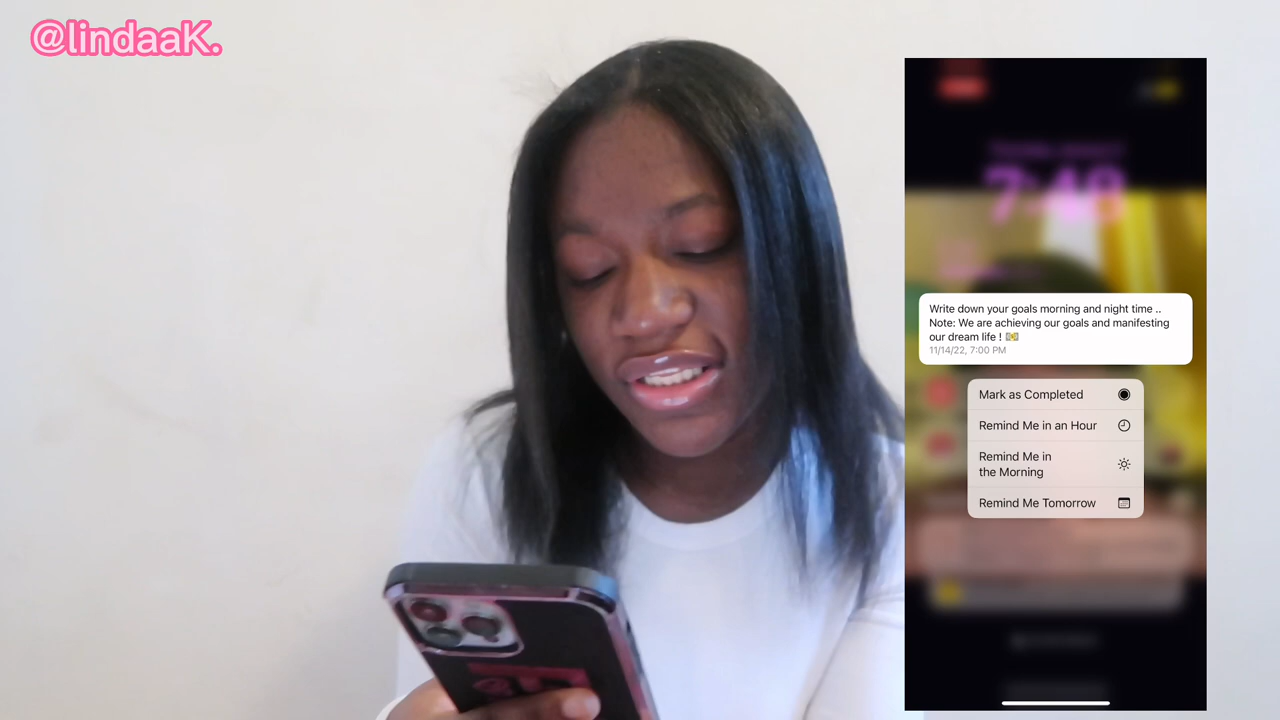 @lindaaK.
7:48
Write down your goals morning and night time ..
Note: We are achieving our goals and manifesting
our dream life ! 💵
11/14/22, 7:00 PM
Mark as Completed
Remind Me in an Hour
Remind Me in
the Morning
Remind Me Tomorrow